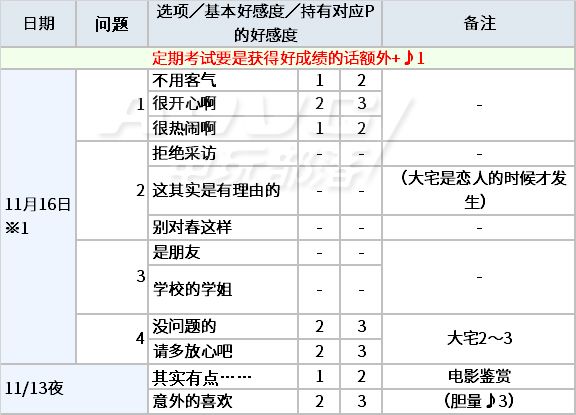 日期 问题 选项／基本好感度／持有对应P的好感度 备注
定期考试要是获得好成绩的话额外+♪1
11月16日※1
1 不用客气 1 2 -
很开心啊 2 3
很热闹啊 1 2
2 拒绝采访 - - -
这其实是有理由的 - - （大宅是恋人的时候才发生）
别对春这样 - - -
3 是朋友 - - -
学校的学姐 - -
4 没问题的 2 3 大宅2～3
请多放心吧 2 3
11/13夜 其实有点…… 1 2 电影鉴赏
意外的喜欢 2 3 （胆量♪3）